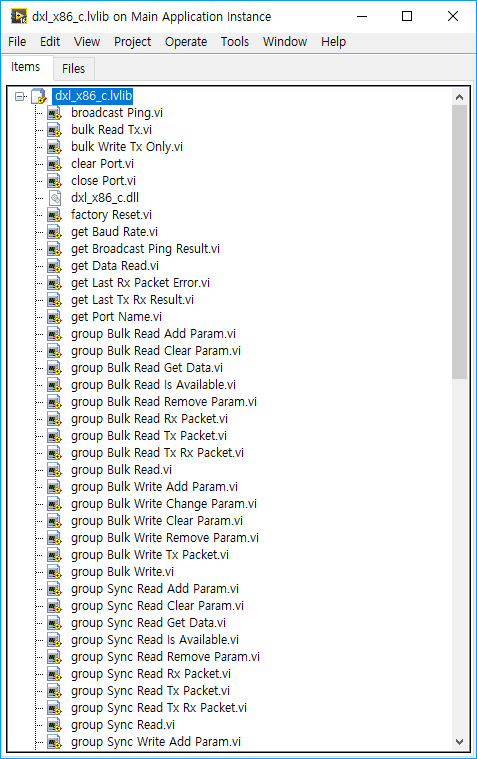 dxl_x86_c.lvlib on Main Application Instance
File Edit View Project Operate Tools Window Help
Items Files
dxl_x86_c.lvlib
broadcast Ping.vi
bulk Read Tx.vi
bulk Write Tx Only.vi
clear Port.vi
close Port.vi
dxl_x86_c.dll
factory Reset.vi
get Baud Rate.vi
get Broadcast Ping Result.vi
get Data Read.vi
get Last Rx Packet Error.vi
get Last Tx Rx Result.vi
get Port Name.vi
group Bulk Read Add Param.vi
group Bulk Read Clear Param.vi
group Bulk Read Get Data.vi
group Bulk Read Is Available.vi
group Bulk Read Remove Param.vi
group Bulk Read Rx Packet.vi
group Bulk Read Tx Packet.vi
group Bulk Read Tx Rx Packet.vi
group Bulk Read.vi
group Bulk Write Add Param.vi
group Bulk Write Change Param.vi
group Bulk Write Clear Param.vi
group Bulk Write Remove Param.vi
group Bulk Write Tx Packet.vi
group Bulk Write.vi
group Sync Read Add Param.vi
group Sync Read Clear Param.vi
group Sync Read Get Data.vi
group Sync Read Is Available.vi
group Sync Read Remove Param.vi
group Sync Read Rx Packet.vi
group Sync Read Tx Packet.vi
group Sync Read Tx Rx Packet.vi
group Sync Read.vi
group Sync Write Add Param.vi